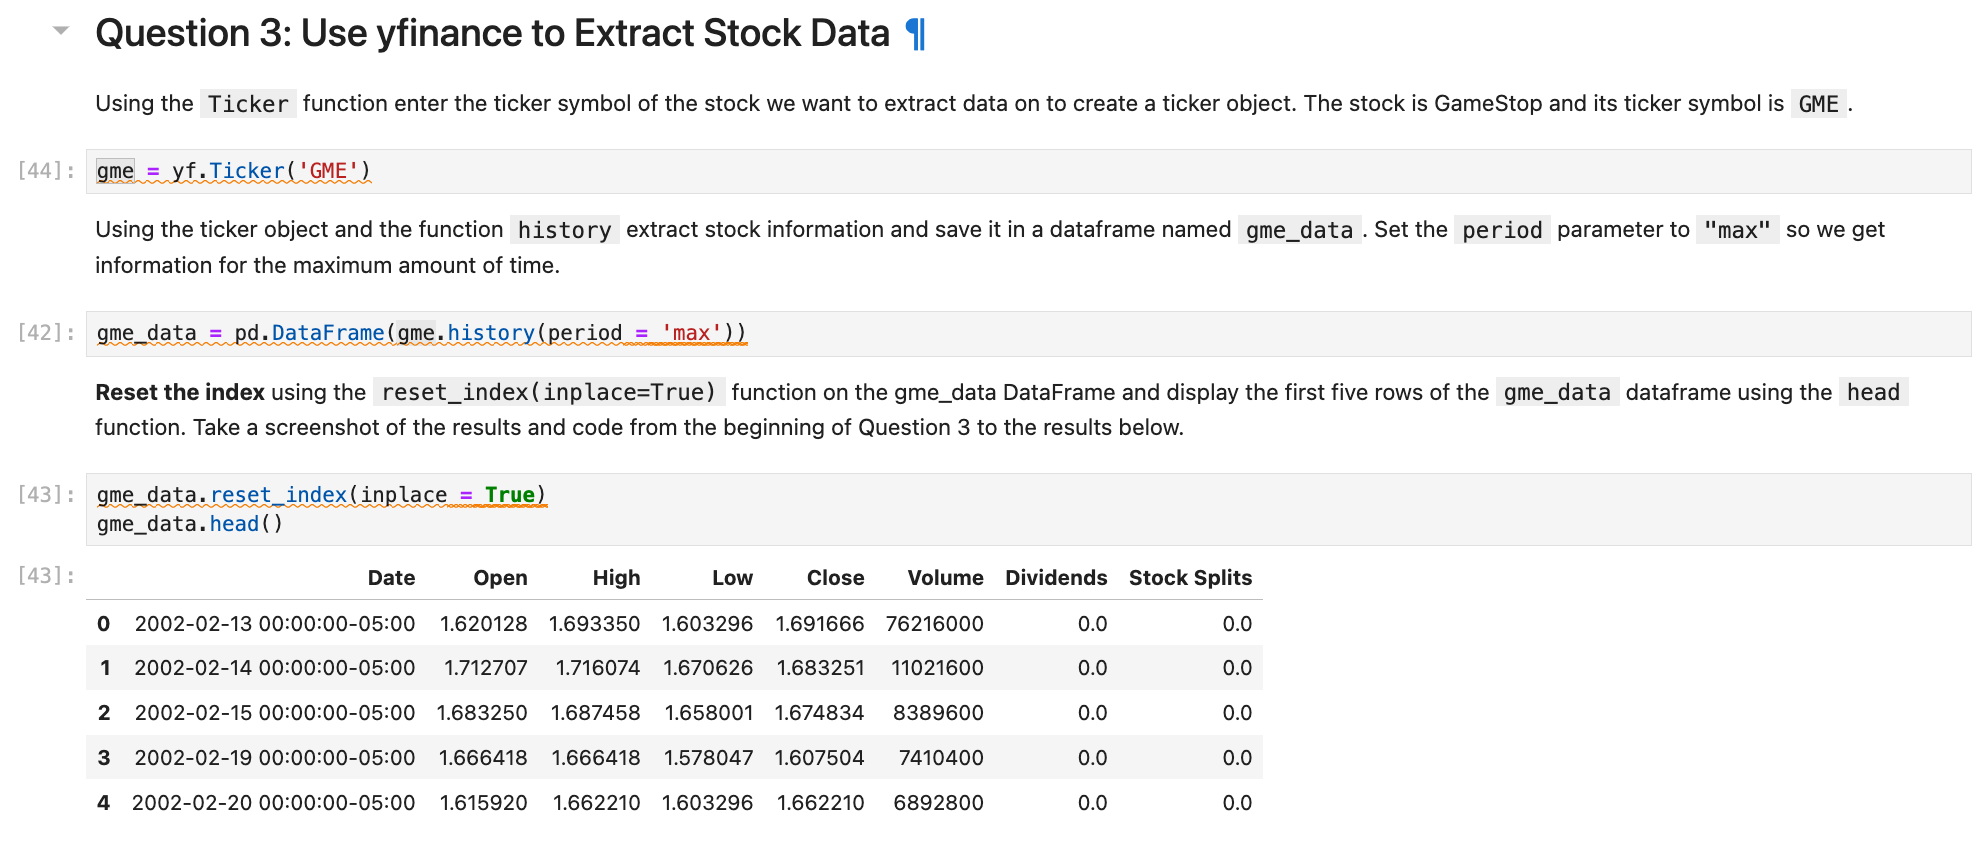 Question 3: Use yfinance to Extract Stock Data ¶
Using the Ticker function enter the ticker symbol of the stock we want to extract data on to create a ticker object. The stock is GameStop and its ticker symbol is GME .
[44]: gme = yf.Ticker('GME')
Using the ticker object and the function history extract stock information and save it in a dataframe named gme_data . Set the period parameter to "max" so we get
information for the maximum amount of time.
[42]: gme_data = pd.DataFrame(gme.history(period = 'max'))
Reset the index using the reset_index(inplace=True) function on the gme_data DataFrame and display the first five rows of the gme_data dataframe using the head
function. Take a screenshot of the results and code from the beginning of Question 3 to the results below.
[43]: gme_data.reset_index(inplace = True)
gme_data.head()
[43]: Date Open High Low Close Volume Dividends Stock Splits
0 2002-02-13 00:00:00-05:00 1.620128 1.693350 1.603296 1.691666 76216000 0.0 0.0
1 2002-02-14 00:00:00-05:00 1.712707 1.716074 1.670626 1.683251 11021600 0.0 0.0
2 2002-02-15 00:00:00-05:00 1.683250 1.687458 1.658001 1.674834 8389600 0.0 0.0
3 2002-02-19 00:00:00-05:00 1.666418 1.666418 1.578047 1.607504 7410400 0.0 0.0
4 2002-02-20 00:00:00-05:00 1.615920 1.662210 1.603296 1.662210 6892800 0.0 0.0